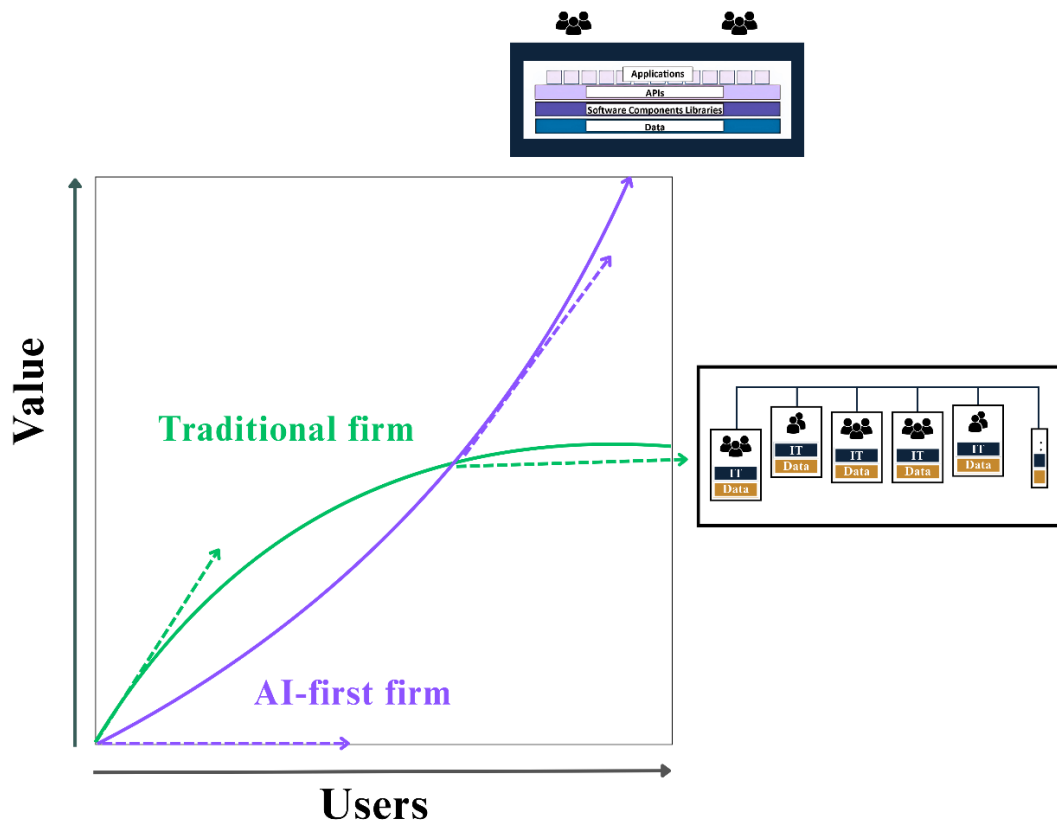 Applications
APIs
Software Components Libraries
Data
Value
Traditional firm
AI-first firm
Users
IT
Data
IT
Data
IT
Data
IT
Data
IT
Data